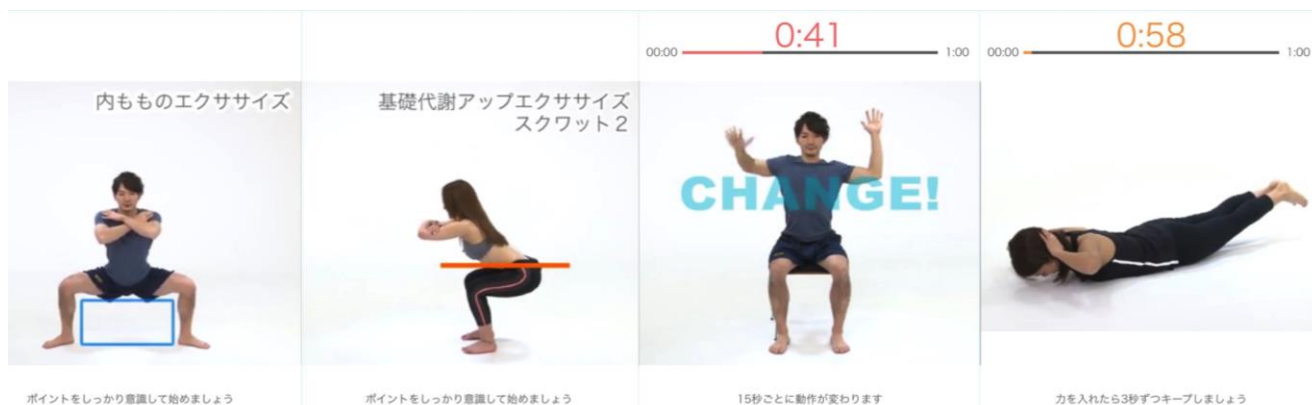 内もものエクササイズ
ポイントをしっかり意識して始めましょう
基礎代謝アップエクササイズ
スクワット2
ポイントをしっかり意識して始めましょう
0:41
00:00 1:00
CHANGE!
15秒ごとに動作が変わります
0:58
00:00 1:00
力を入れたら3秒ずつキープしましょう